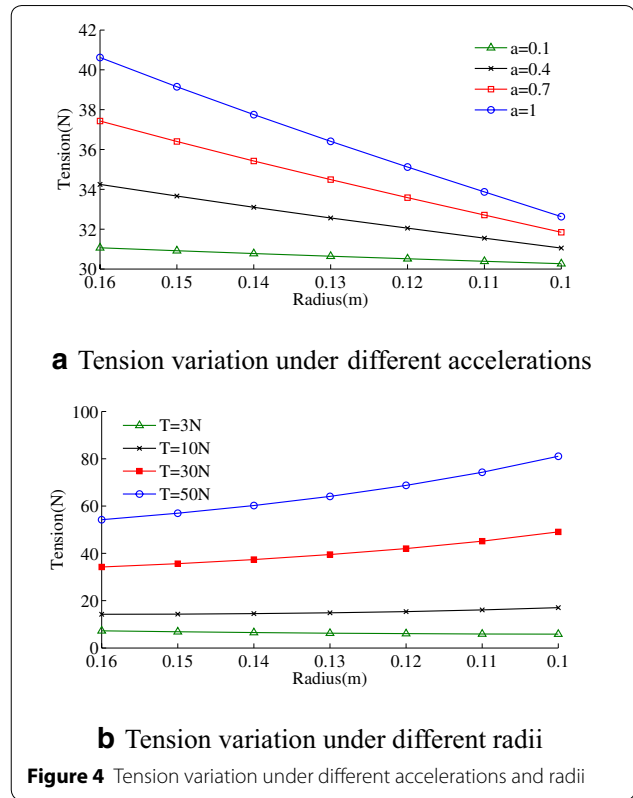 42
40
38
36
34
32
30
Tension(N)
a=0.1
a=0.4
a=0.7
a=1
0.16 0.15 0.14 0.13 0.12 0.11 0.1
Radius(m)
a Tension variation under different accelerations
100
80
60
40
20
0
Tension(N)
T=3N
T=10N
T=30N
T=50N
0.16 0.15 0.14 0.13 0.12 0.11 0.1
Radius(m)
b Tension variation under different radii
Figure 4 Tension variation under different accelerations and radii